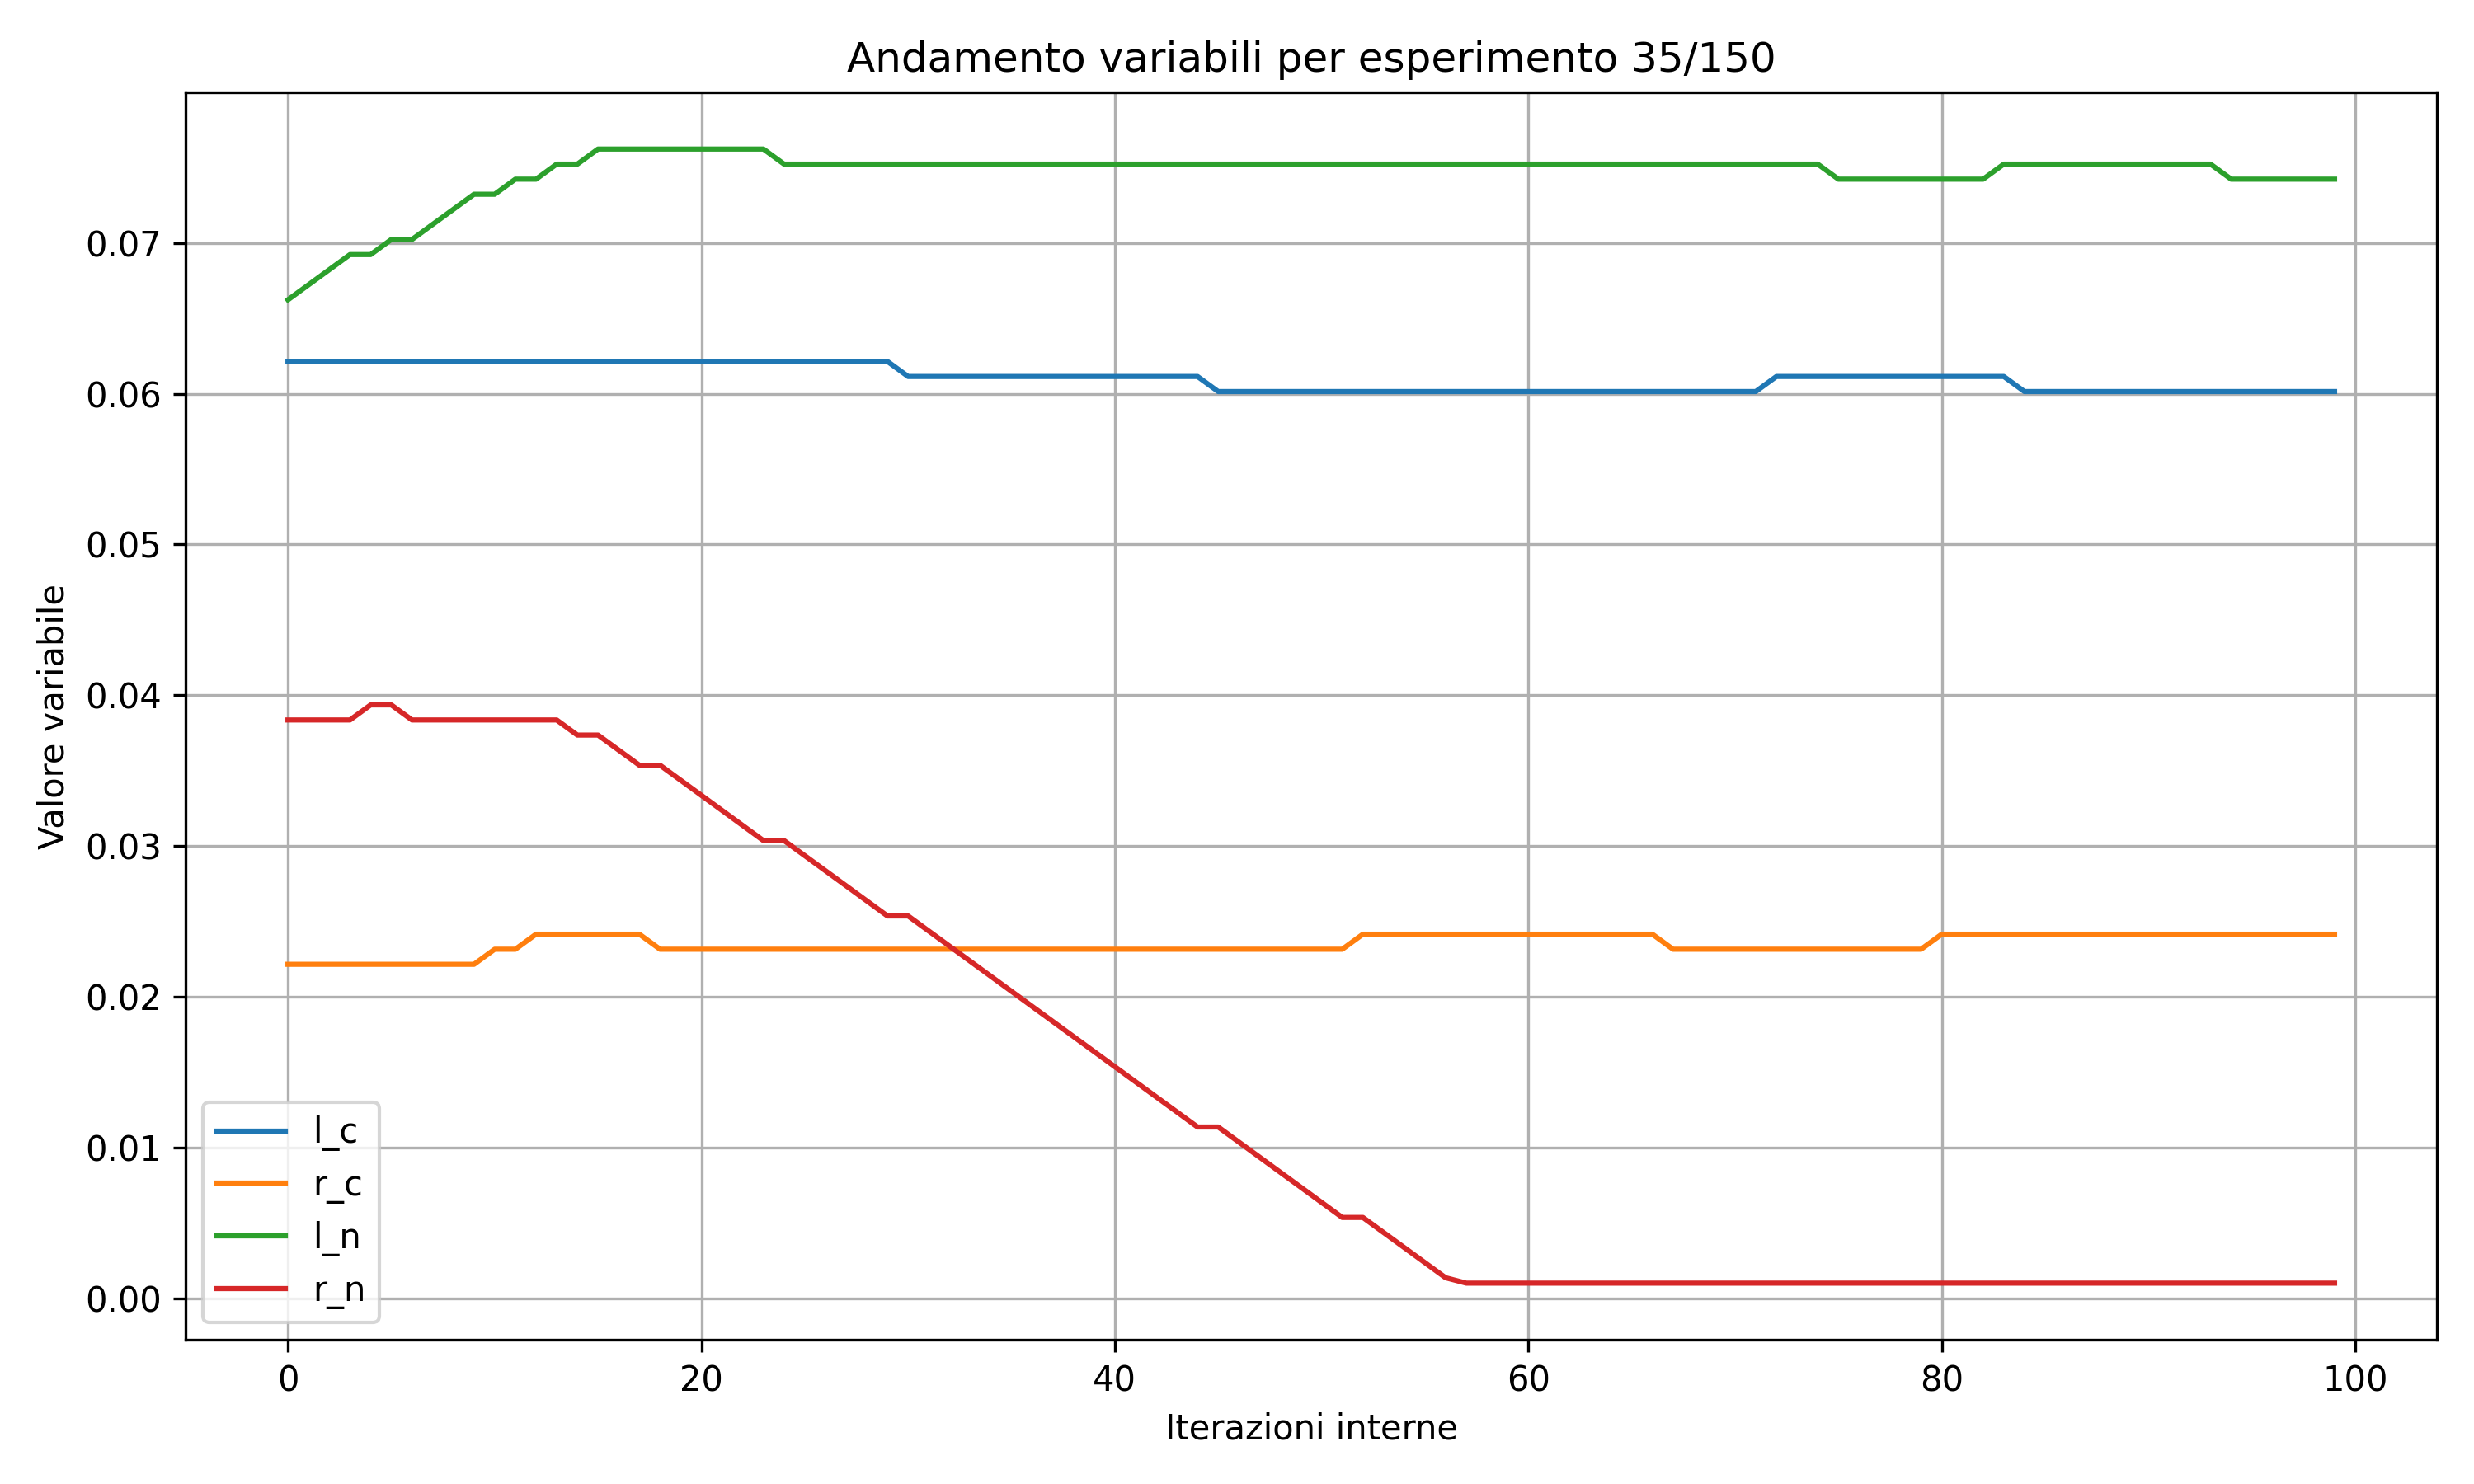 Andamento variabili per esperimento 35/150
Valore variabile
0.07
0.06
0.05
0.04
0.03
0.02
0.01
0.00
l_c
r_c
l_n
r_n
0 20 40 60 80 100
Iterazioni interne